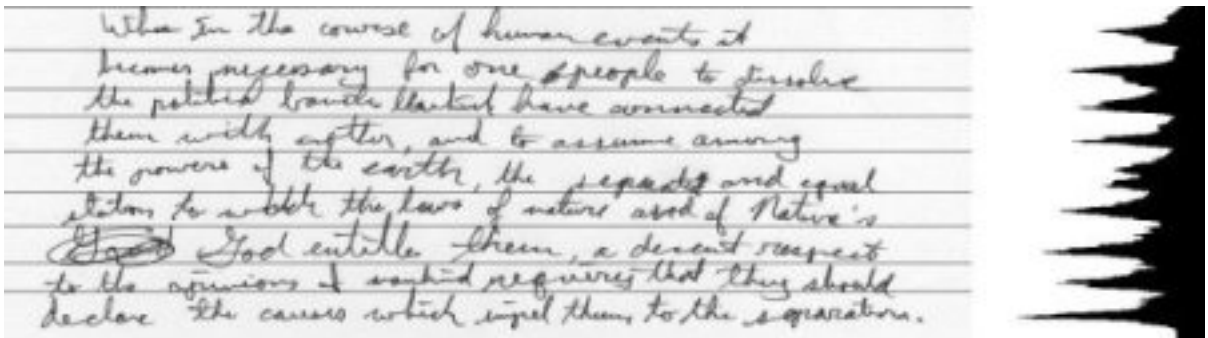 When In the course of human events it
becomes necessary for one people to dissolve
the political bands have connected
them with another, and to assume among
the powers of the earth, the separate and equal
station to which the laws of nature and of Nature's
God entitle them, a decent respect
to the opinions of mankind requires that they should
declare the causes which impel them to the separation.